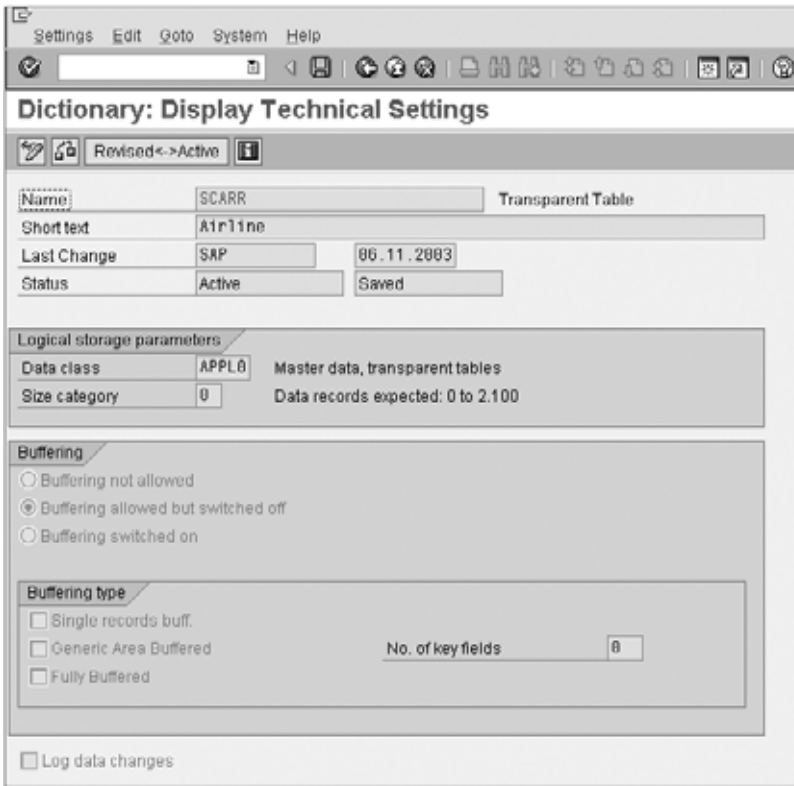 Settings Edit Goto System Help
Dictionary: Display Technical Settings
Revised<->Active
Name SCARR Transparent Table
Short text Airline
Last Change SAP 06.11.2003
Status Active Saved
Logical storage parameters
Data class APPL0 Master data, transparent tables
Size category 0 Data records expected: 0 to 2.100
Buffering
Buffering not allowed
Buffering allowed but switched off
Buffering switched on
Buffering type
Single records buff.
Generic Area Buffered No. of key fields 0
Fully Buffered
Log data changes